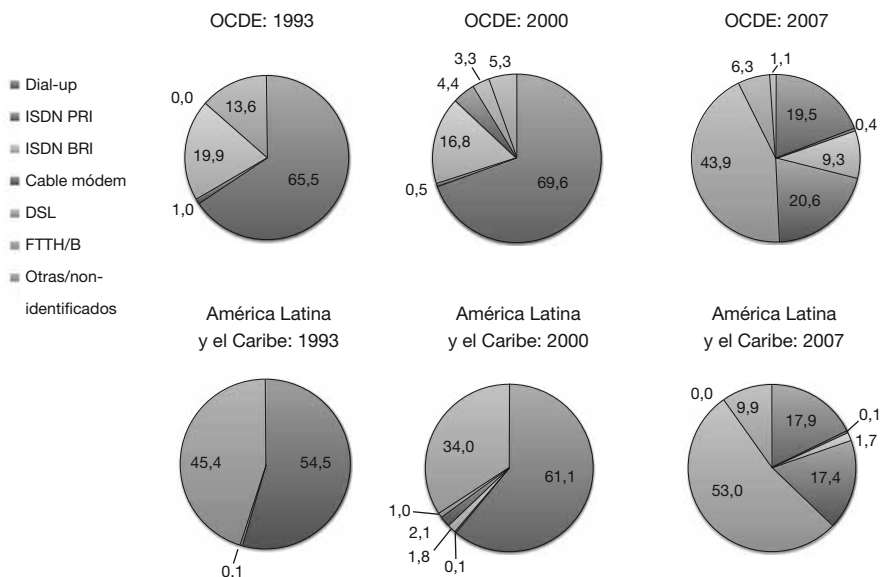 OCDE: 1993
OCDE: 2000
OCDE: 2007
Dial-up
ISDN PRI
ISDN BRI
Cable módem
DSL
FTTH/B
Otras/non-
identificados
0,0
13,6
19,9
1,0
65,5
3,3
5,3
4,4
16,8
0,5
69,6
6,3
1,1
19,5
0,4
9,3
43,9
20,6
América Latina
y el Caribe: 1993
América Latina
y el Caribe: 2000
América Latina
y el Caribe: 2007
45,4
54,5
0,1
34,0
61,1
1,0
2,1
1,8
0,1
0,0
9,9
17,9
0,1
1,7
17,4
53,0